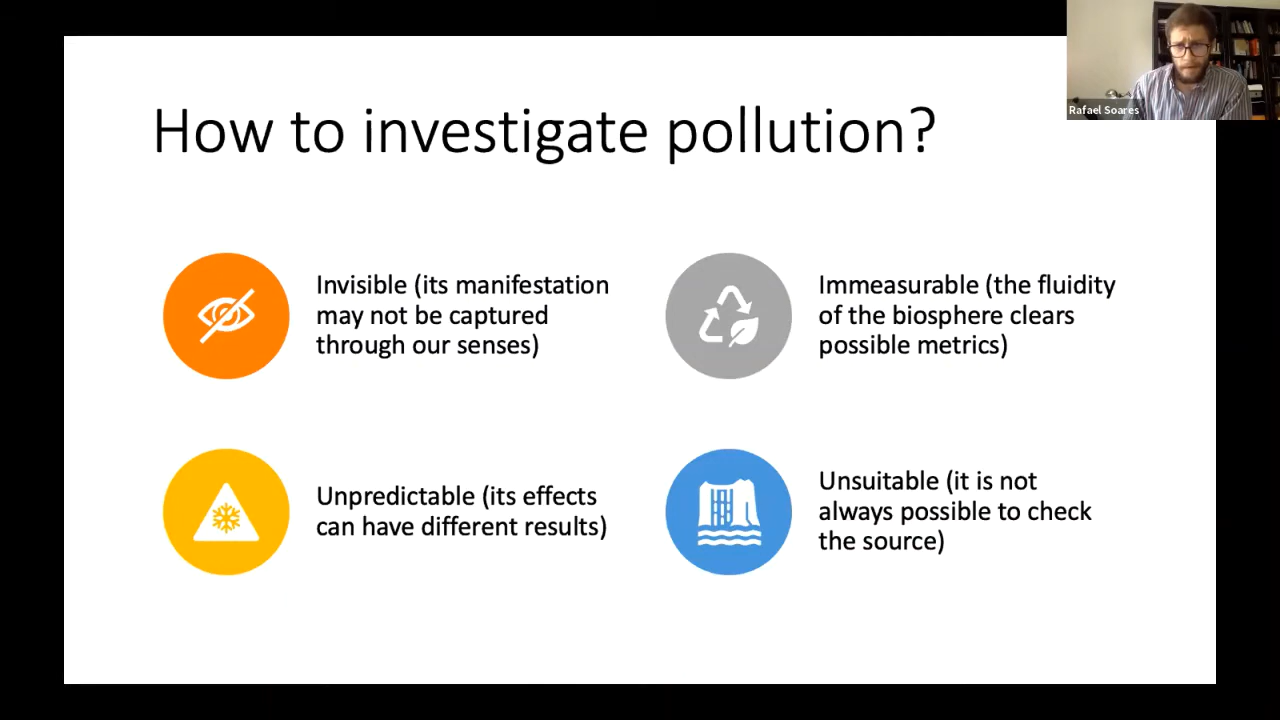 How to investigate pollution?
Rafael Soares
Invisible (its manifestation
may not be captured
through our senses)
Immeasurable (the fluidity
of the biosphere clears
possible metrics)
Unpredictable (its effects
can have different results)
Unsuitable (it is not
always possible to check
the source)